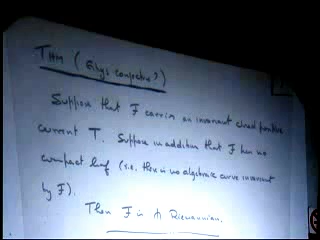 THM (Ghys conjecture?)
Suppose that F carries an invariant closed positive
current T. Suppose in addition that F has no
compact leaf (i.e. there is no algebraic curve invariant
by F).
Then F is Riemannian.